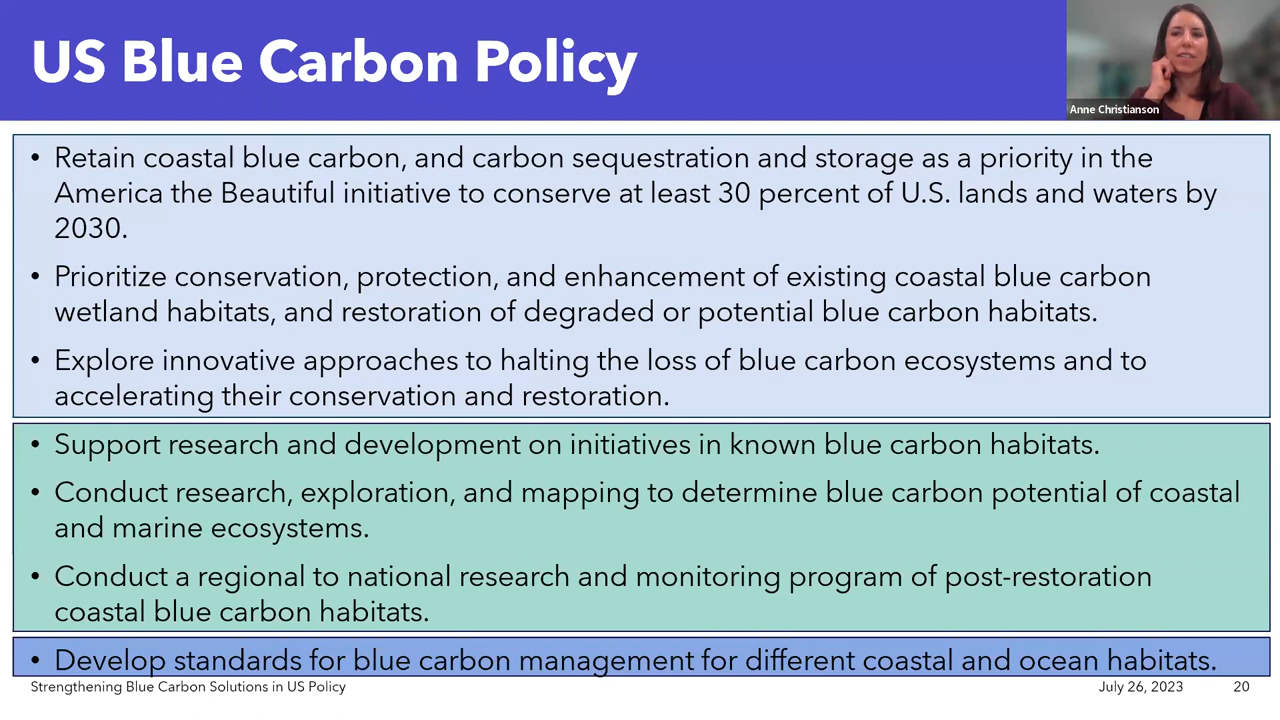 US Blue Carbon Policy
Anne Christianson
• Retain coastal blue carbon, and carbon sequestration and storage as a priority in the
America the Beautiful initiative to conserve at least 30 percent of U.S. lands and waters by
2030.
• Prioritize conservation, protection, and enhancement of existing coastal blue carbon
wetland habitats, and restoration of degraded or potential blue carbon habitats.
• Explore innovative approaches to halting the loss of blue carbon ecosystems and to
accelerating their conservation and restoration.
• Support research and development on initiatives in known blue carbon habitats.
• Conduct research, exploration, and mapping to determine blue carbon potential of coastal
and marine ecosystems.
• Conduct a regional to national research and monitoring program of post-restoration
coastal blue carbon habitats.
• Develop standards for blue carbon management for different coastal and ocean habitats.
Strengthening Blue Carbon Solutions in US Policy
July 26, 2023
20